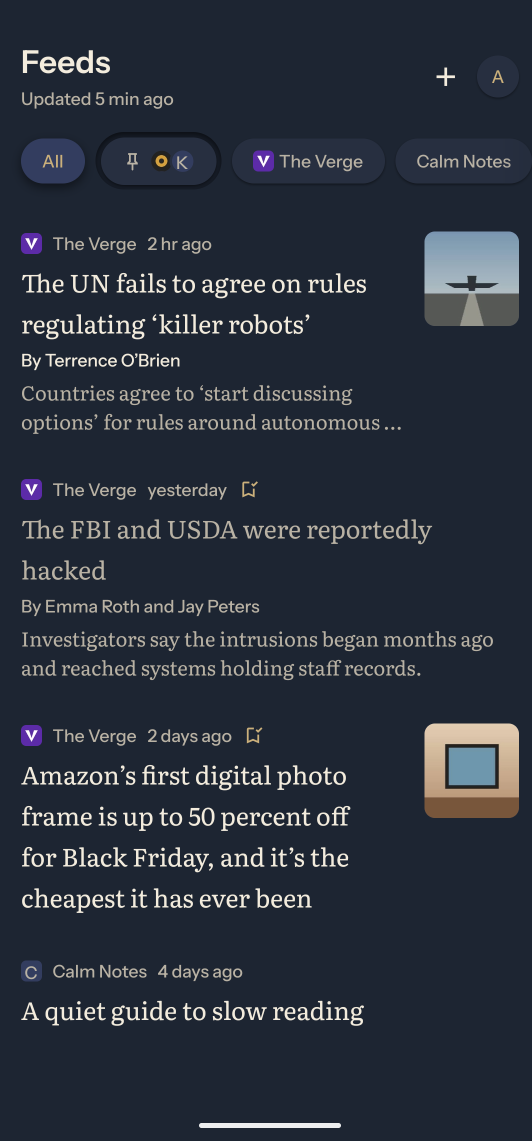 Feeds
Updated 5 min ago
+
A
All
K
V The Verge
Calm Notes
V The Verge 2 hr ago
The UN fails to agree on rules
regulating ‘killer robots’
By Terrence O’Brien
Countries agree to ‘start discussing
options’ for rules around autonomous…
V The Verge yesterday
The FBI and USDA were reportedly
hacked
By Emma Roth and Jay Peters
Investigators say the intrusions began months ago
and reached systems holding staff records.
V The Verge 2 days ago
Amazon’s first digital photo
frame is up to 50 percent off
for Black Friday, and it’s the
cheapest it has ever been
C Calm Notes 4 days ago
A quiet guide to slow reading